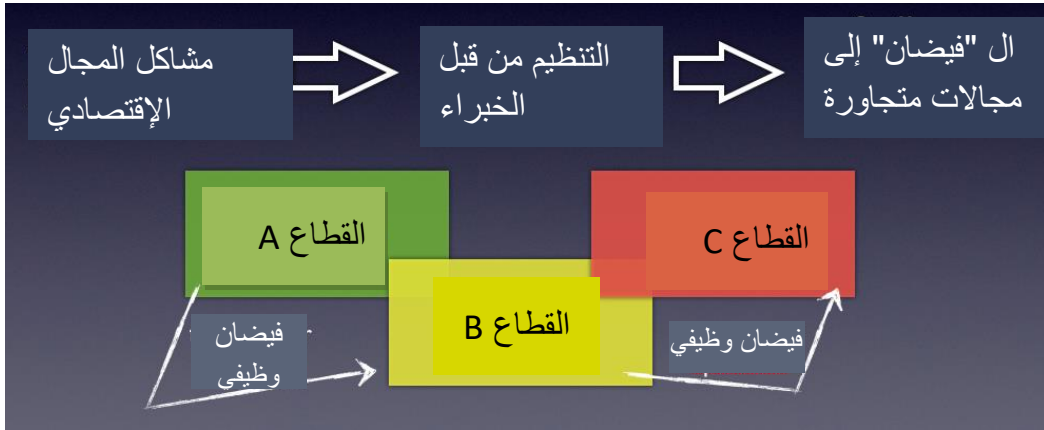 مشاكل المجال
الإقتصادي
التنظيم من قبل
الخبراء
ال "فيضان" إلى
مجالات متجاورة
القطاع A
القطاع C
القطاع B
فيضان
وظيفي
فيضان وظيفي